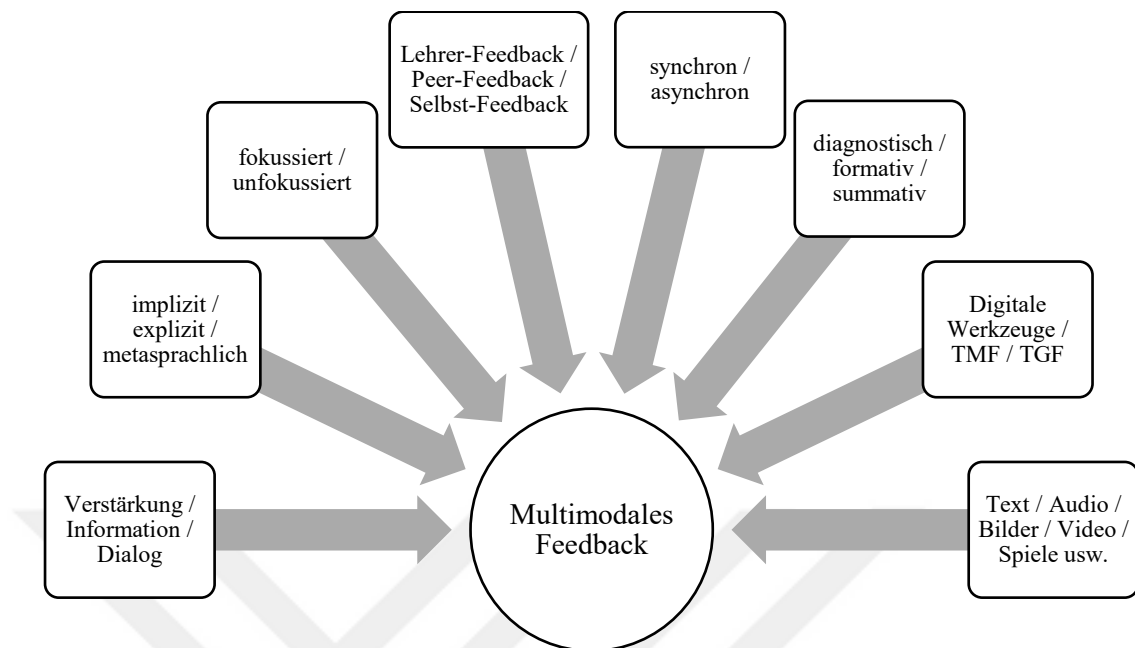 Lehrer-Feedback /
Peer-Feedback /
Selbst-Feedback
synchron /
asynchron
fokussiert /
unfokussiert
diagnostisch /
formativ /
summativ
implizit /
explizit /
metasprachlich
Digitale
Werkzeuge /
TMF / TGF
Verstärkung /
Information /
Dialog
Multimodales
Feedback
Text / Audio /
Bilder / Video /
Spiele usw.